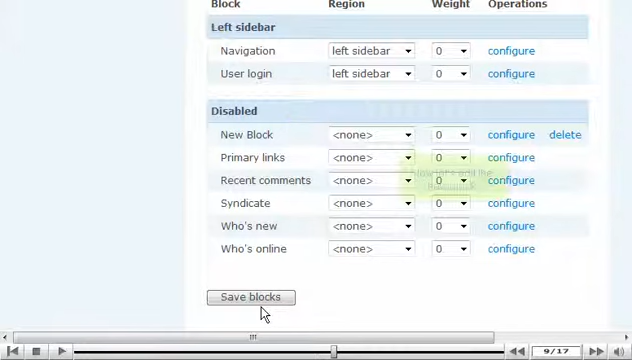 Block Region Weight Operations
Left sidebar
Navigation left sidebar 0 configure
User login left sidebar 0 configure
Disabled
New Block <none> 0 configure delete
Primary links <none> 0 configure
Recent comments <none> 0 configure
Syndicate <none> 0 configure
Who's new <none> 0 configure
Who's online <none> 0 configure
Save blocks
9/17